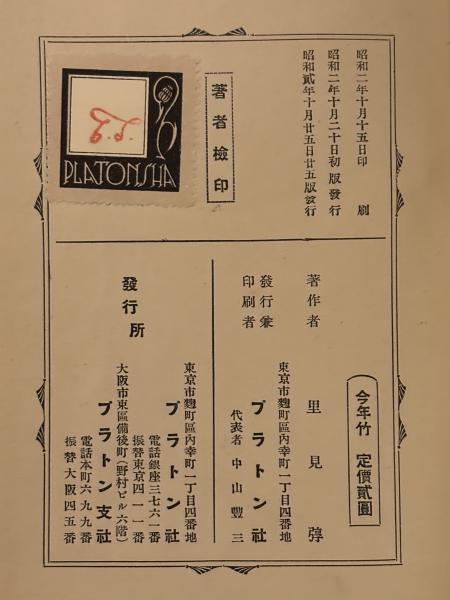 昭和二年十月十五日印　刷
昭和二年十月二十日初版發行
昭和貳年十月廿五日廿五版發行
著者檢印
PLATONSHA
今年竹　定價貳圓
著作者　里見弴
發行兼
印刷者
東京市麴町區內幸町一丁目四番地
プラトン社
代表者　中山豐三
發行所
東京市麴町區內幸町一丁目四番地
プラトン社
電話銀座三七六一番
振替東京四一一一番
大阪市東區備後町（野村ビル六階）
プラトン支社
電話本町六九九番
振替大阪四五番